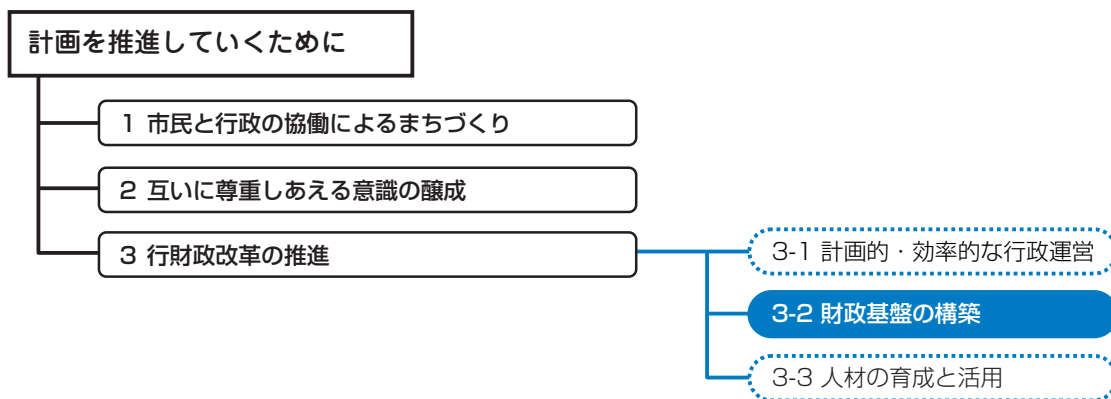 計画を推進していくために
1 市民と行政の協働によるまちづくり
2 互いに尊重しあえる意識の醸成
3 行財政改革の推進
3-1 計画的・効率的な行政運営
3-2 財政基盤の構築
3-3 人材の育成と活用